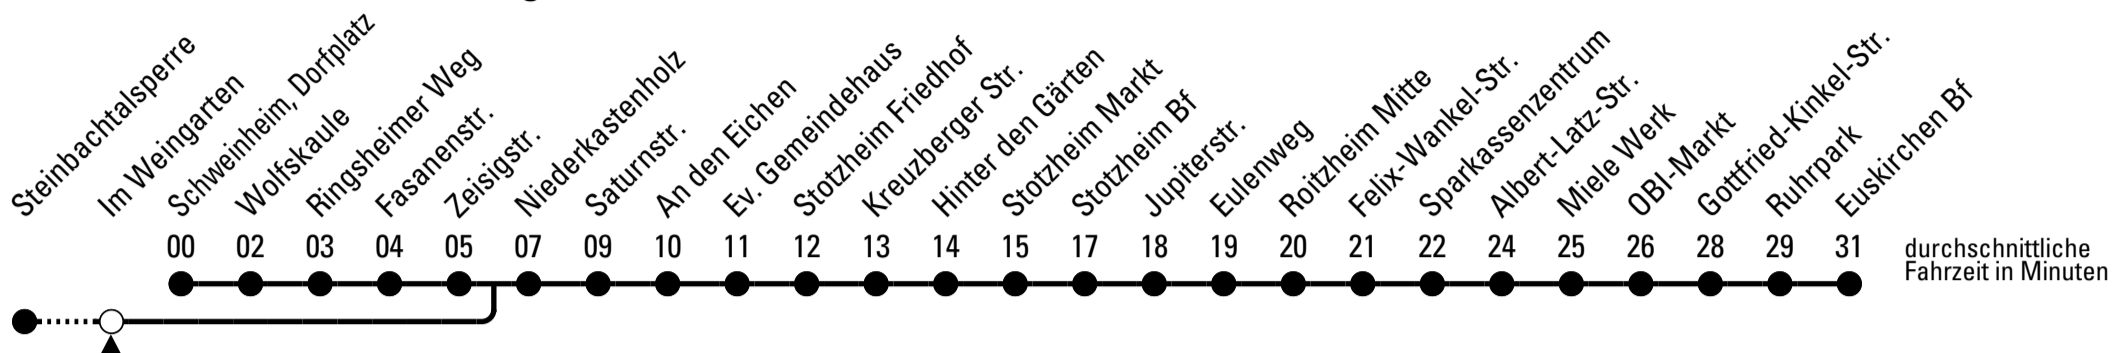 Steinbachtalsperre
Im Weingarten
Schweinheim, Dorfplatz
Wolfskaule
Ringsheimer Weg
Fasanenstr.
Zeisigstr.
Niederkastenholz
Saturnstr.
An den Eichen
Ev. Gemeindehaus
Stotzheim Friedhof
Kreuzberger Str.
Hinter den Gärten
Stotzheim Markt
Stotzheim Bf
Jupiterstr.
Eulenweg
Roitzheim Mitte
Felix-Wankel-Str.
Sparkassenzentrum
Albert-Latz-Str.
Miele Werk
OBI-Markt
Gottfried-Kinkel-Str.
Ruhrpark
Euskirchen Bf
00 02 03 04 05 07 09 10 11 12 13 14 15 17 18 19 20 21 22 24 25 26 28 29 31
durchschnittliche
Fahrzeit in Minuten